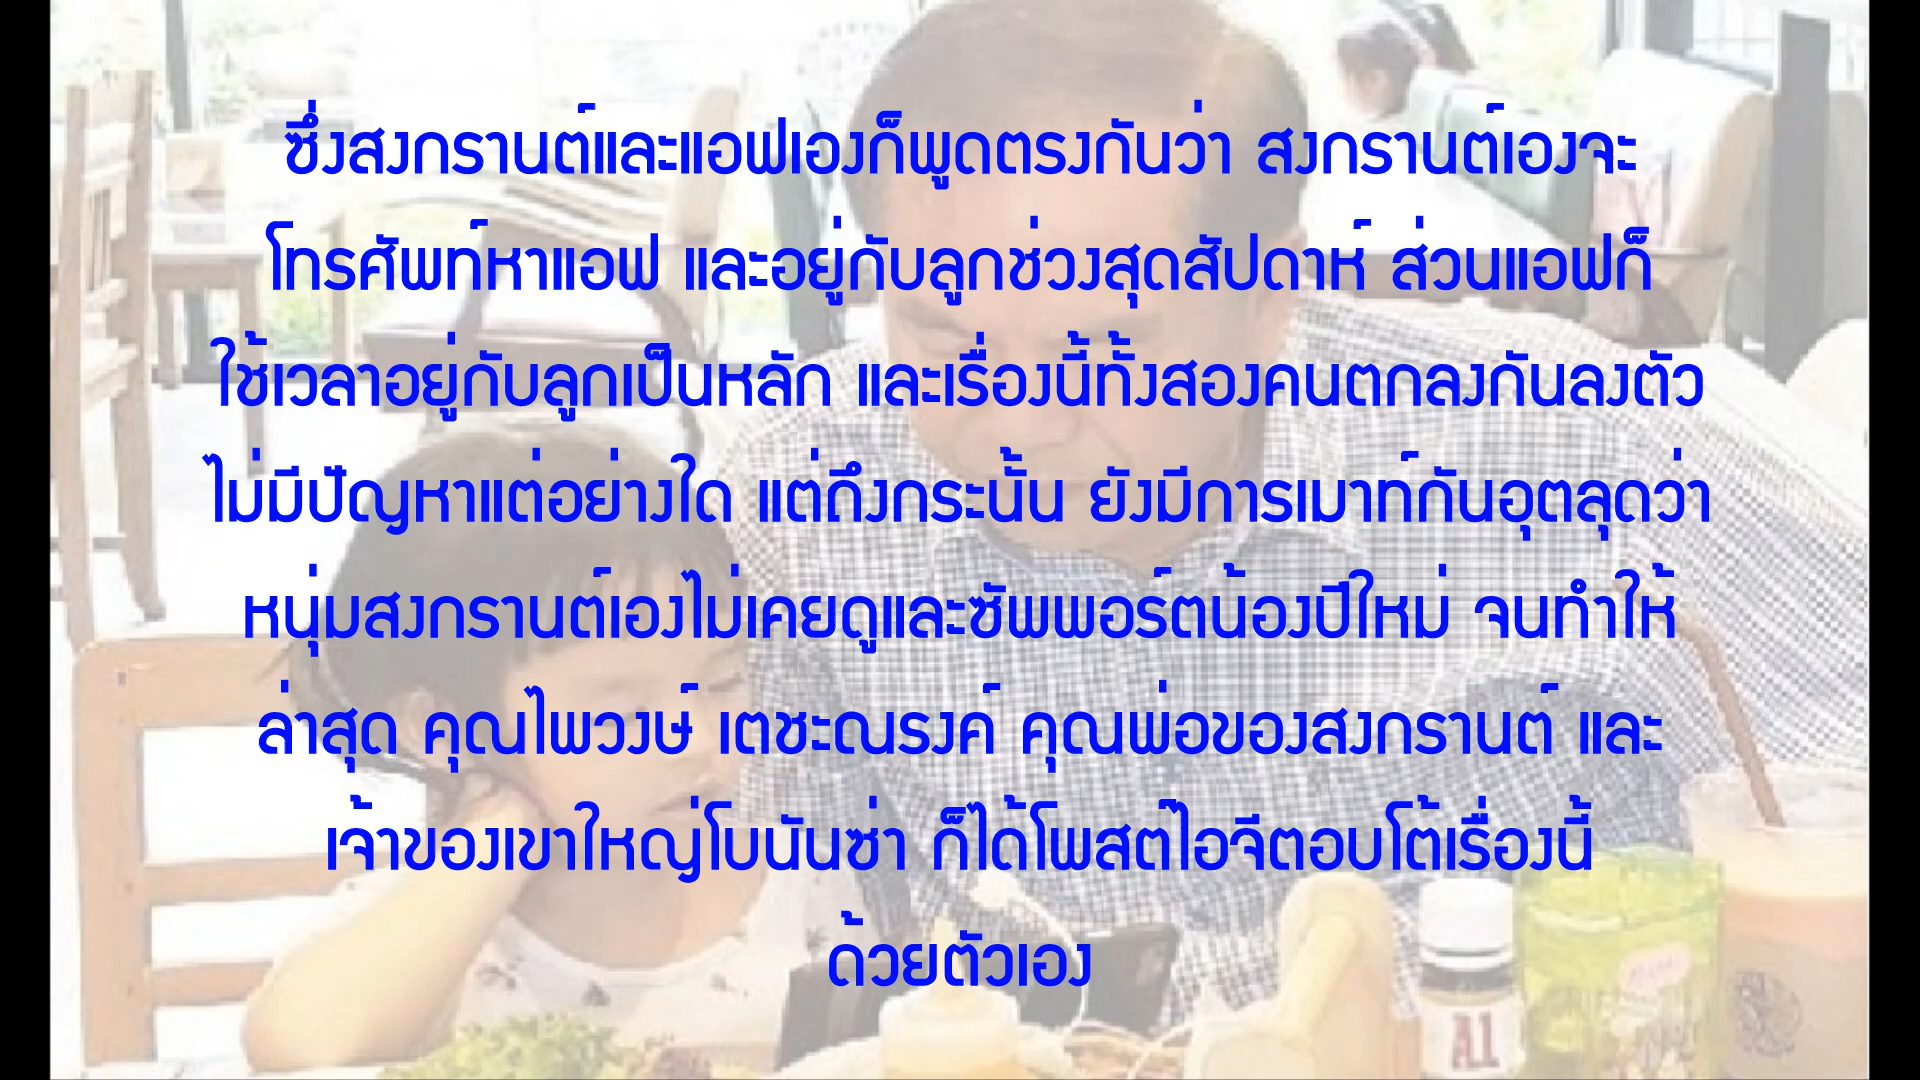 ซึ่งสงกรานต์และแอฟเองก็พูดตรงกันว่า สงกรานต์เองจะ
โทรศัพท์หาแอฟ และอยู่กับลูกช่วงสุดสัปดาห์ ส่วนแอฟก็
ใช้เวลาอยู่กับลูกเป็นหลัก และเรื่องนี้ทั้งสองคนตกลงกันลงตัว
ไม่มีปัญหาแต่อย่างใด แต่ถึงกระนั้น ยังมีการเมาท์กันอุตลุดว่า
หนุ่มสงกรานต์เองไม่เคยดูและซัพพอร์ตน้องปีใหม่ จนทำให้
ล่าสุด คุณไพวงษ์ เตชะณรงค์ คุณพ่อของสงกรานต์ และ
เจ้าของเขาใหญ่โบนันซ่า ก็ได้โพสต์ไอจีตอบโต้เรื่องนี้
ด้วยตัวเอง
A1